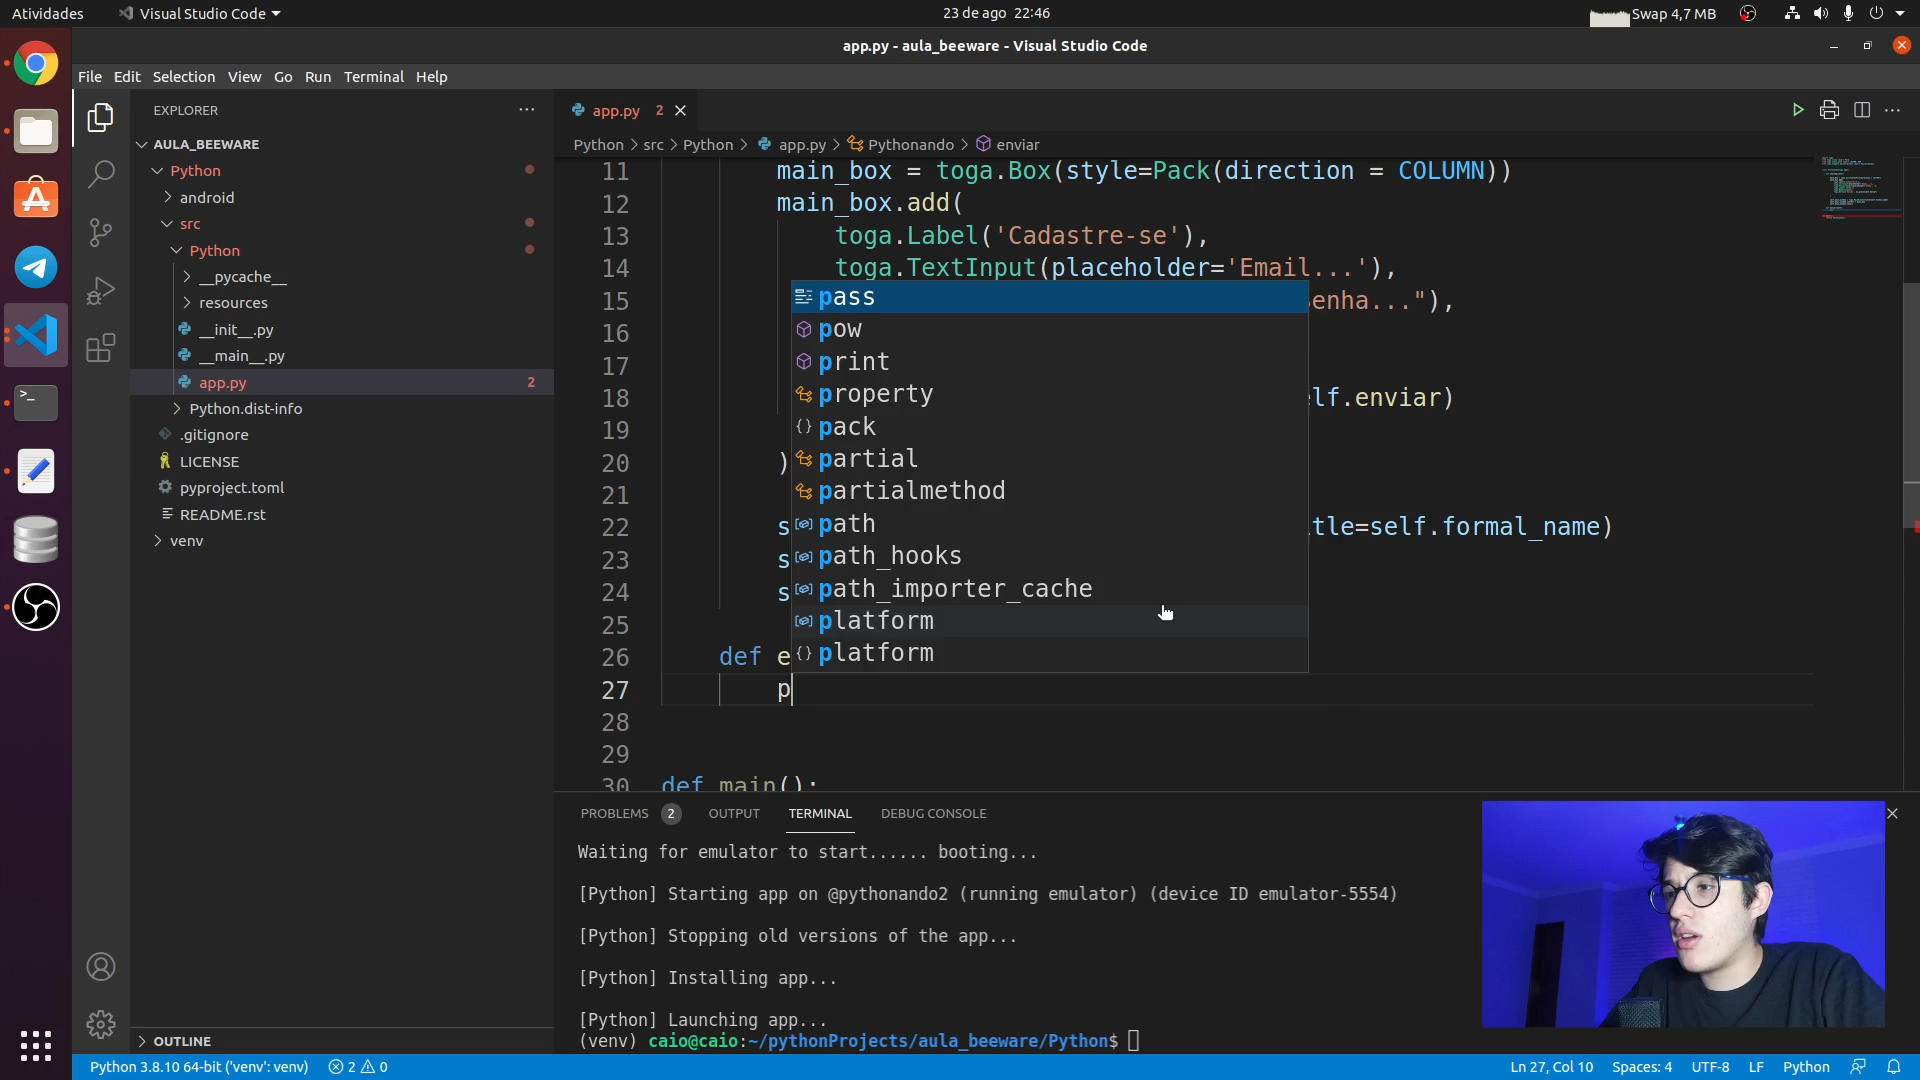 Atividades
Visual Studio Code
23 de ago 22:46
Swap 4,7 MB
app.py - aula_beeware - Visual Studio Code
File Edit Selection View Go Run Terminal Help
EXPLORER
AULA_BEEWARE
Python
android
src
Python
__pycache__
resources
__init__.py
__main__.py
app.py 2
Python.dist-info
.gitignore
LICENSE
pyproject.toml
README.rst
venv
OUTLINE
app.py 2
Python > src > Python > app.py > Pythonando > enviar
11 main_box = toga.Box(style=Pack(direction = COLUMN))
12 main_box.add(
13 toga.Label('Cadastre-se'),
14 toga.TextInput(placeholder='Email...'),
15 enha..."),
16
17
18 lf.enviar)
19
20 )
21
22 s tle=self.formal_name)
23 s
24 s
25
26 def e
27 p
28
29
30 def main():
pass
pow
print
property
pack
partial
partialmethod
path
path_hooks
path_importer_cache
platform
platform
PROBLEMS 2 OUTPUT TERMINAL DEBUG CONSOLE
Waiting for emulator to start...... booting...
[Python] Starting app on @pythonando2 (running emulator) (device ID emulator-5554)
[Python] Stopping old versions of the app...
[Python] Installing app...
[Python] Launching app...
(venv) caio@caio:~/pythonProjects/aula_beeware/Python$
Python 3.8.10 64-bit ('venv': venv) 2 0
Ln 27, Col 10 Spaces: 4 UTF-8 LF Python